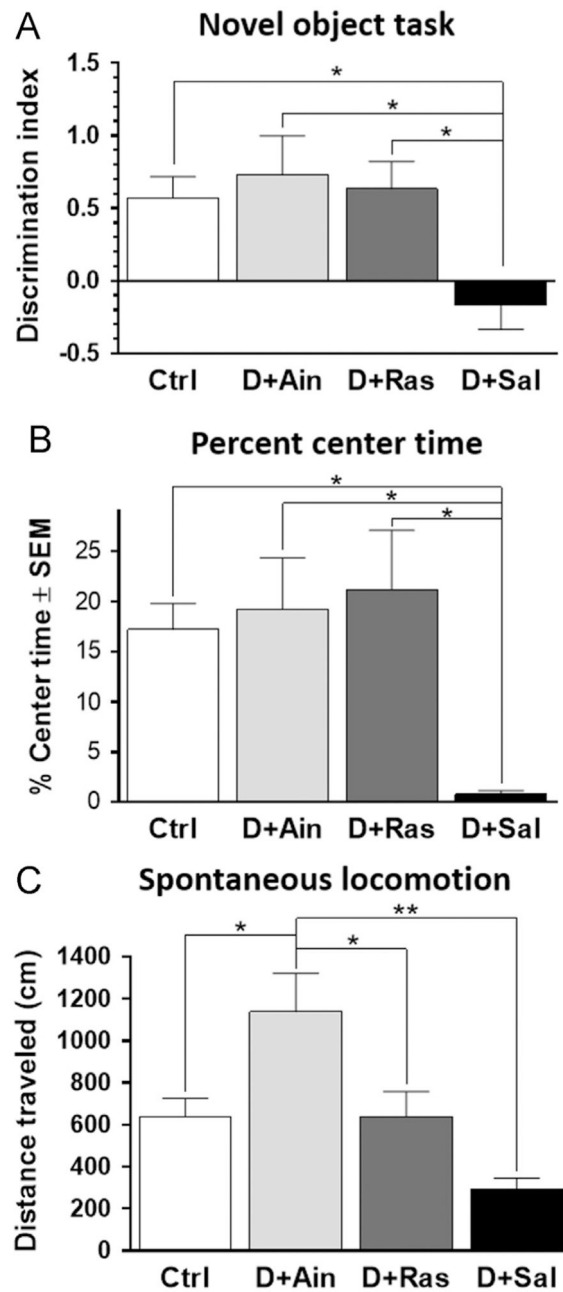 A
Novel object task
Discrimination index
1.5
1.0
0.5
0.0
-0.5
*
*
*
Ctrl D+Ain D+Ras D+Sal
B
Percent center time
% Center time ± SEM
25
20
15
10
5
0
*
*
*
Ctrl D+Ain D+Ras D+Sal
C
Spontaneous locomotion
Distance traveled (cm)
1400
1200
1000
800
600
400
200
0
*
**
*
Ctrl D+Ain D+Ras D+Sal